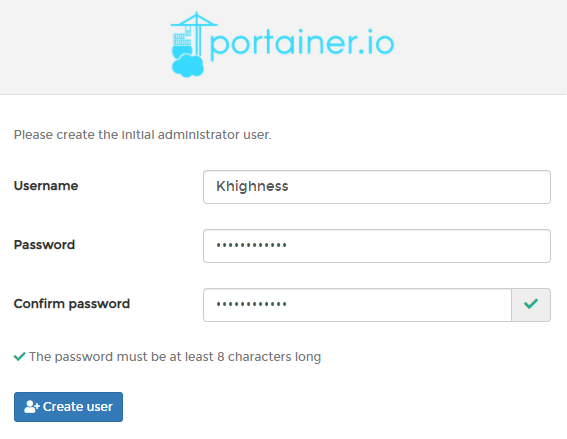 portainer.io
Please create the initial administrator user.
Username
Khighness
Password
••••••••••••
Confirm password
••••••••••••
The password must be at least 8 characters long
Create user